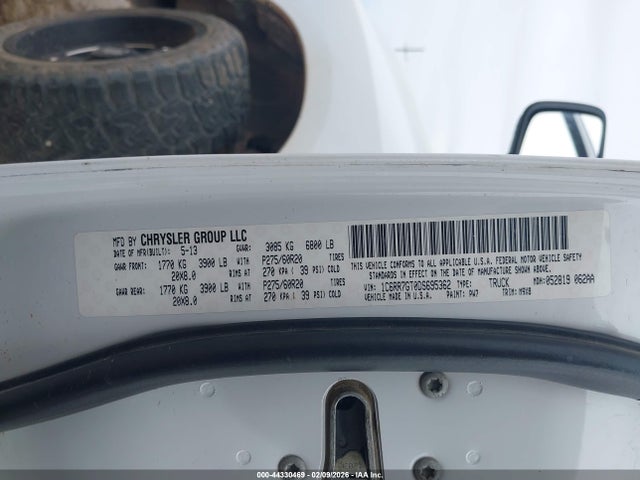 MFD BY CHRYSLER GROUP LLC
DATE OF MFR(BUILT): 5-13 GVWR: 3085 KG 6800 LB
GAWR FRONT: 1770 KG 3900 LB WITH P275/60R20 TIRES
20X8.0 RIMS AT 270 KPA ( 39 PSI) COLD
GAWR REAR: 1770 KG 3900 LB WITH P275/60R20 TIRES
20X8.0 RIMS AT 270 KPA ( 39 PSI) COLD
THIS VEHICLE CONFORMS TO ALL APPLICABLE U.S.A. FEDERAL MOTOR VEHICLE SAFETY
STANDARDS IN EFFECT ON THE DATE OF MANUFACTURE SHOWN ABOVE.
VIN: 1C6RR7GT0DS695362 TYPE: TRUCK MDH: 052819 062AA
VEHICLE MADE IN U.S.A. PAINT: PW7 TRIM: M9X8
000-44330469 - 02/09/2026 - IAA Inc.